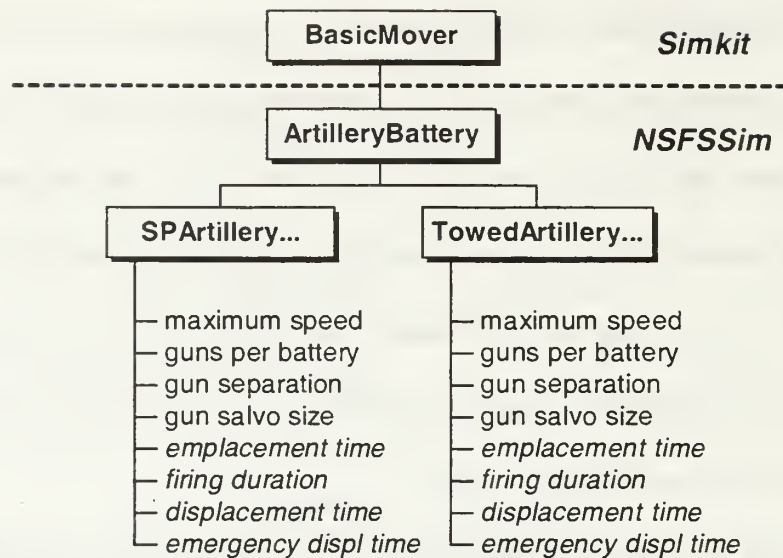 BasicMover
Simkit
ArtilleryBattery
NSFSSim
SPArtillery...
TowedArtillery...
maximum speed
guns per battery
gun separation
gun salvo size
emplacement time
firing duration
displacement time
emergency displ time
maximum speed
guns per battery
gun separation
gun salvo size
emplacement time
firing duration
displacement time
emergency displ time